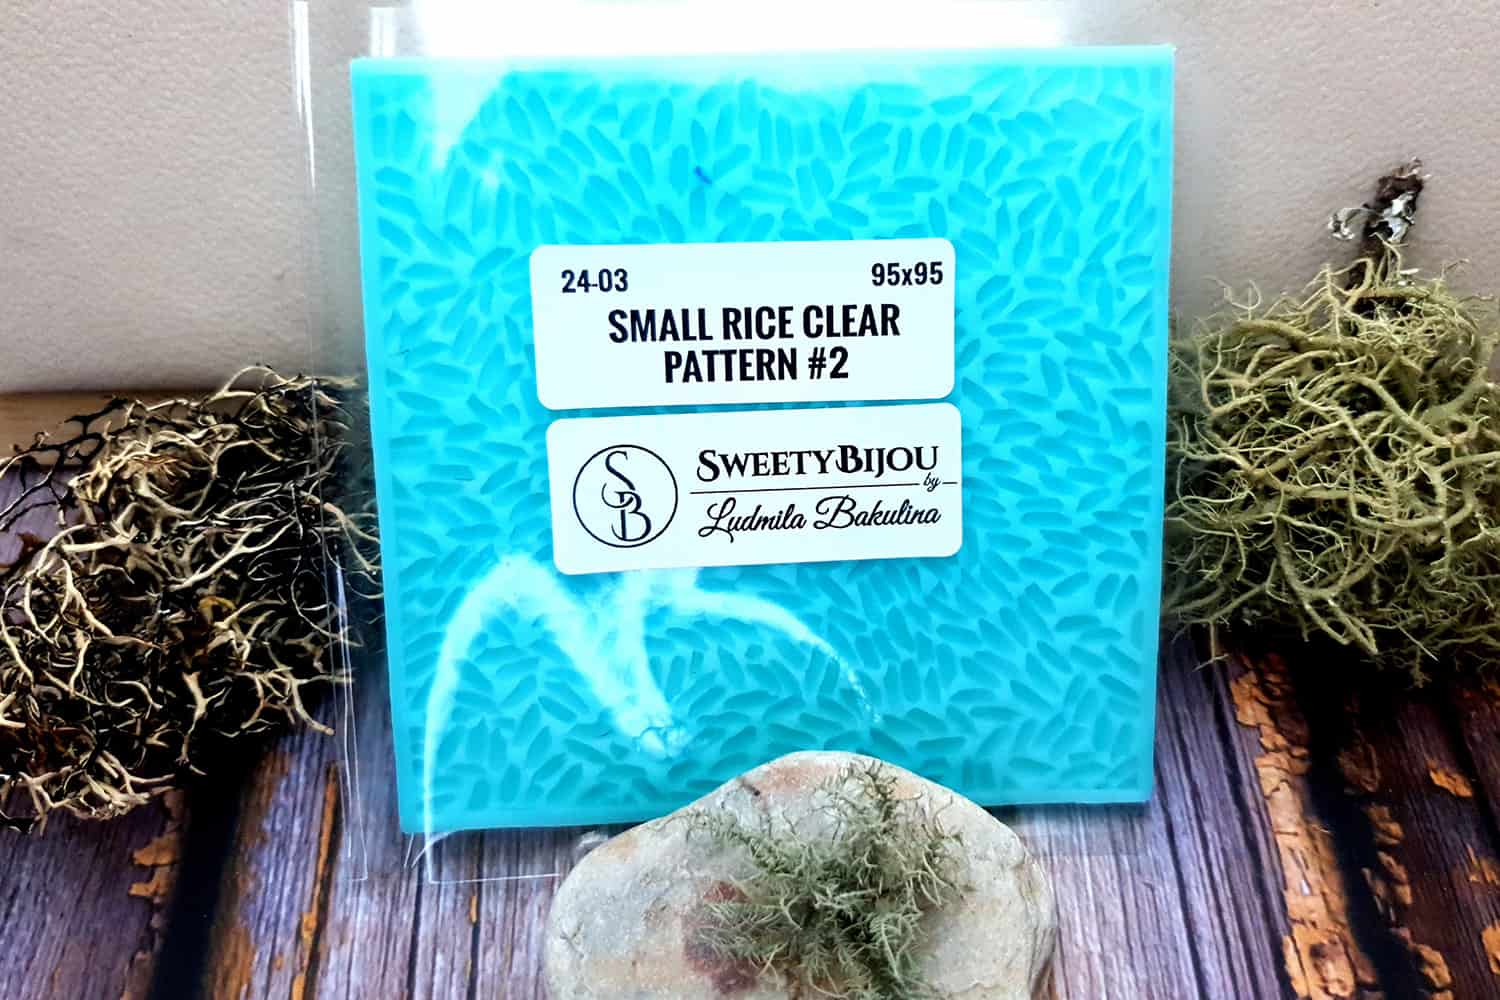 24-03 95x95
SMALL RICE CLEAR
PATTERN #2
SB
SWEETYBIJOU
by
Ludmila Bakulina